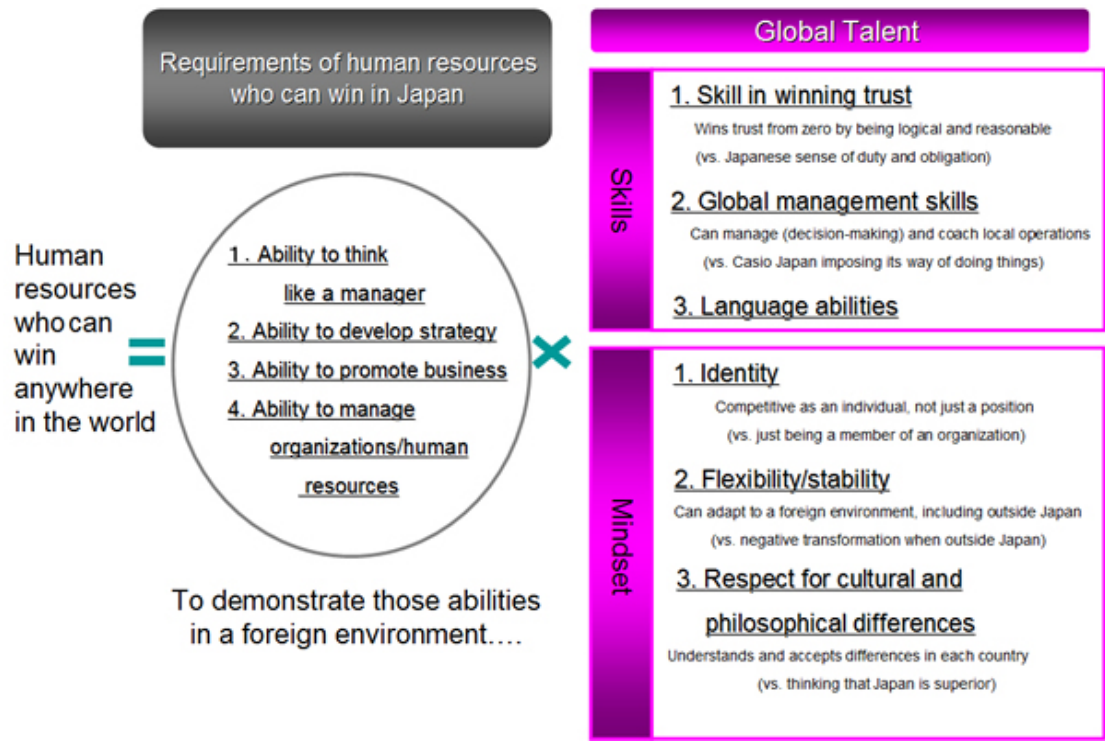 Requirements of human resources
who can win in Japan
Human
resources
who can
win
anywhere
in the world
=
1. Ability to think
like a manager
2. Ability to develop strategy
3. Ability to promote business
4. Ability to manage
organizations/human
resources
×
To demonstrate those abilities
in a foreign environment....
Global Talent
Skills
1. Skill in winning trust
Wins trust from zero by being logical and reasonable
(vs. Japanese sense of duty and obligation)
2. Global management skills
Can manage (decision-making) and coach local operations
(vs. Casio Japan imposing its way of doing things)
3. Language abilities
Mindset
1. Identity
Competitive as an individual, not just a position
(vs. just being a member of an organization)
2. Flexibility/stability
Can adapt to a foreign environment, including outside Japan
(vs. negative transformation when outside Japan)
3. Respect for cultural and
philosophical differences
Understands and accepts differences in each country
(vs. thinking that Japan is superior)